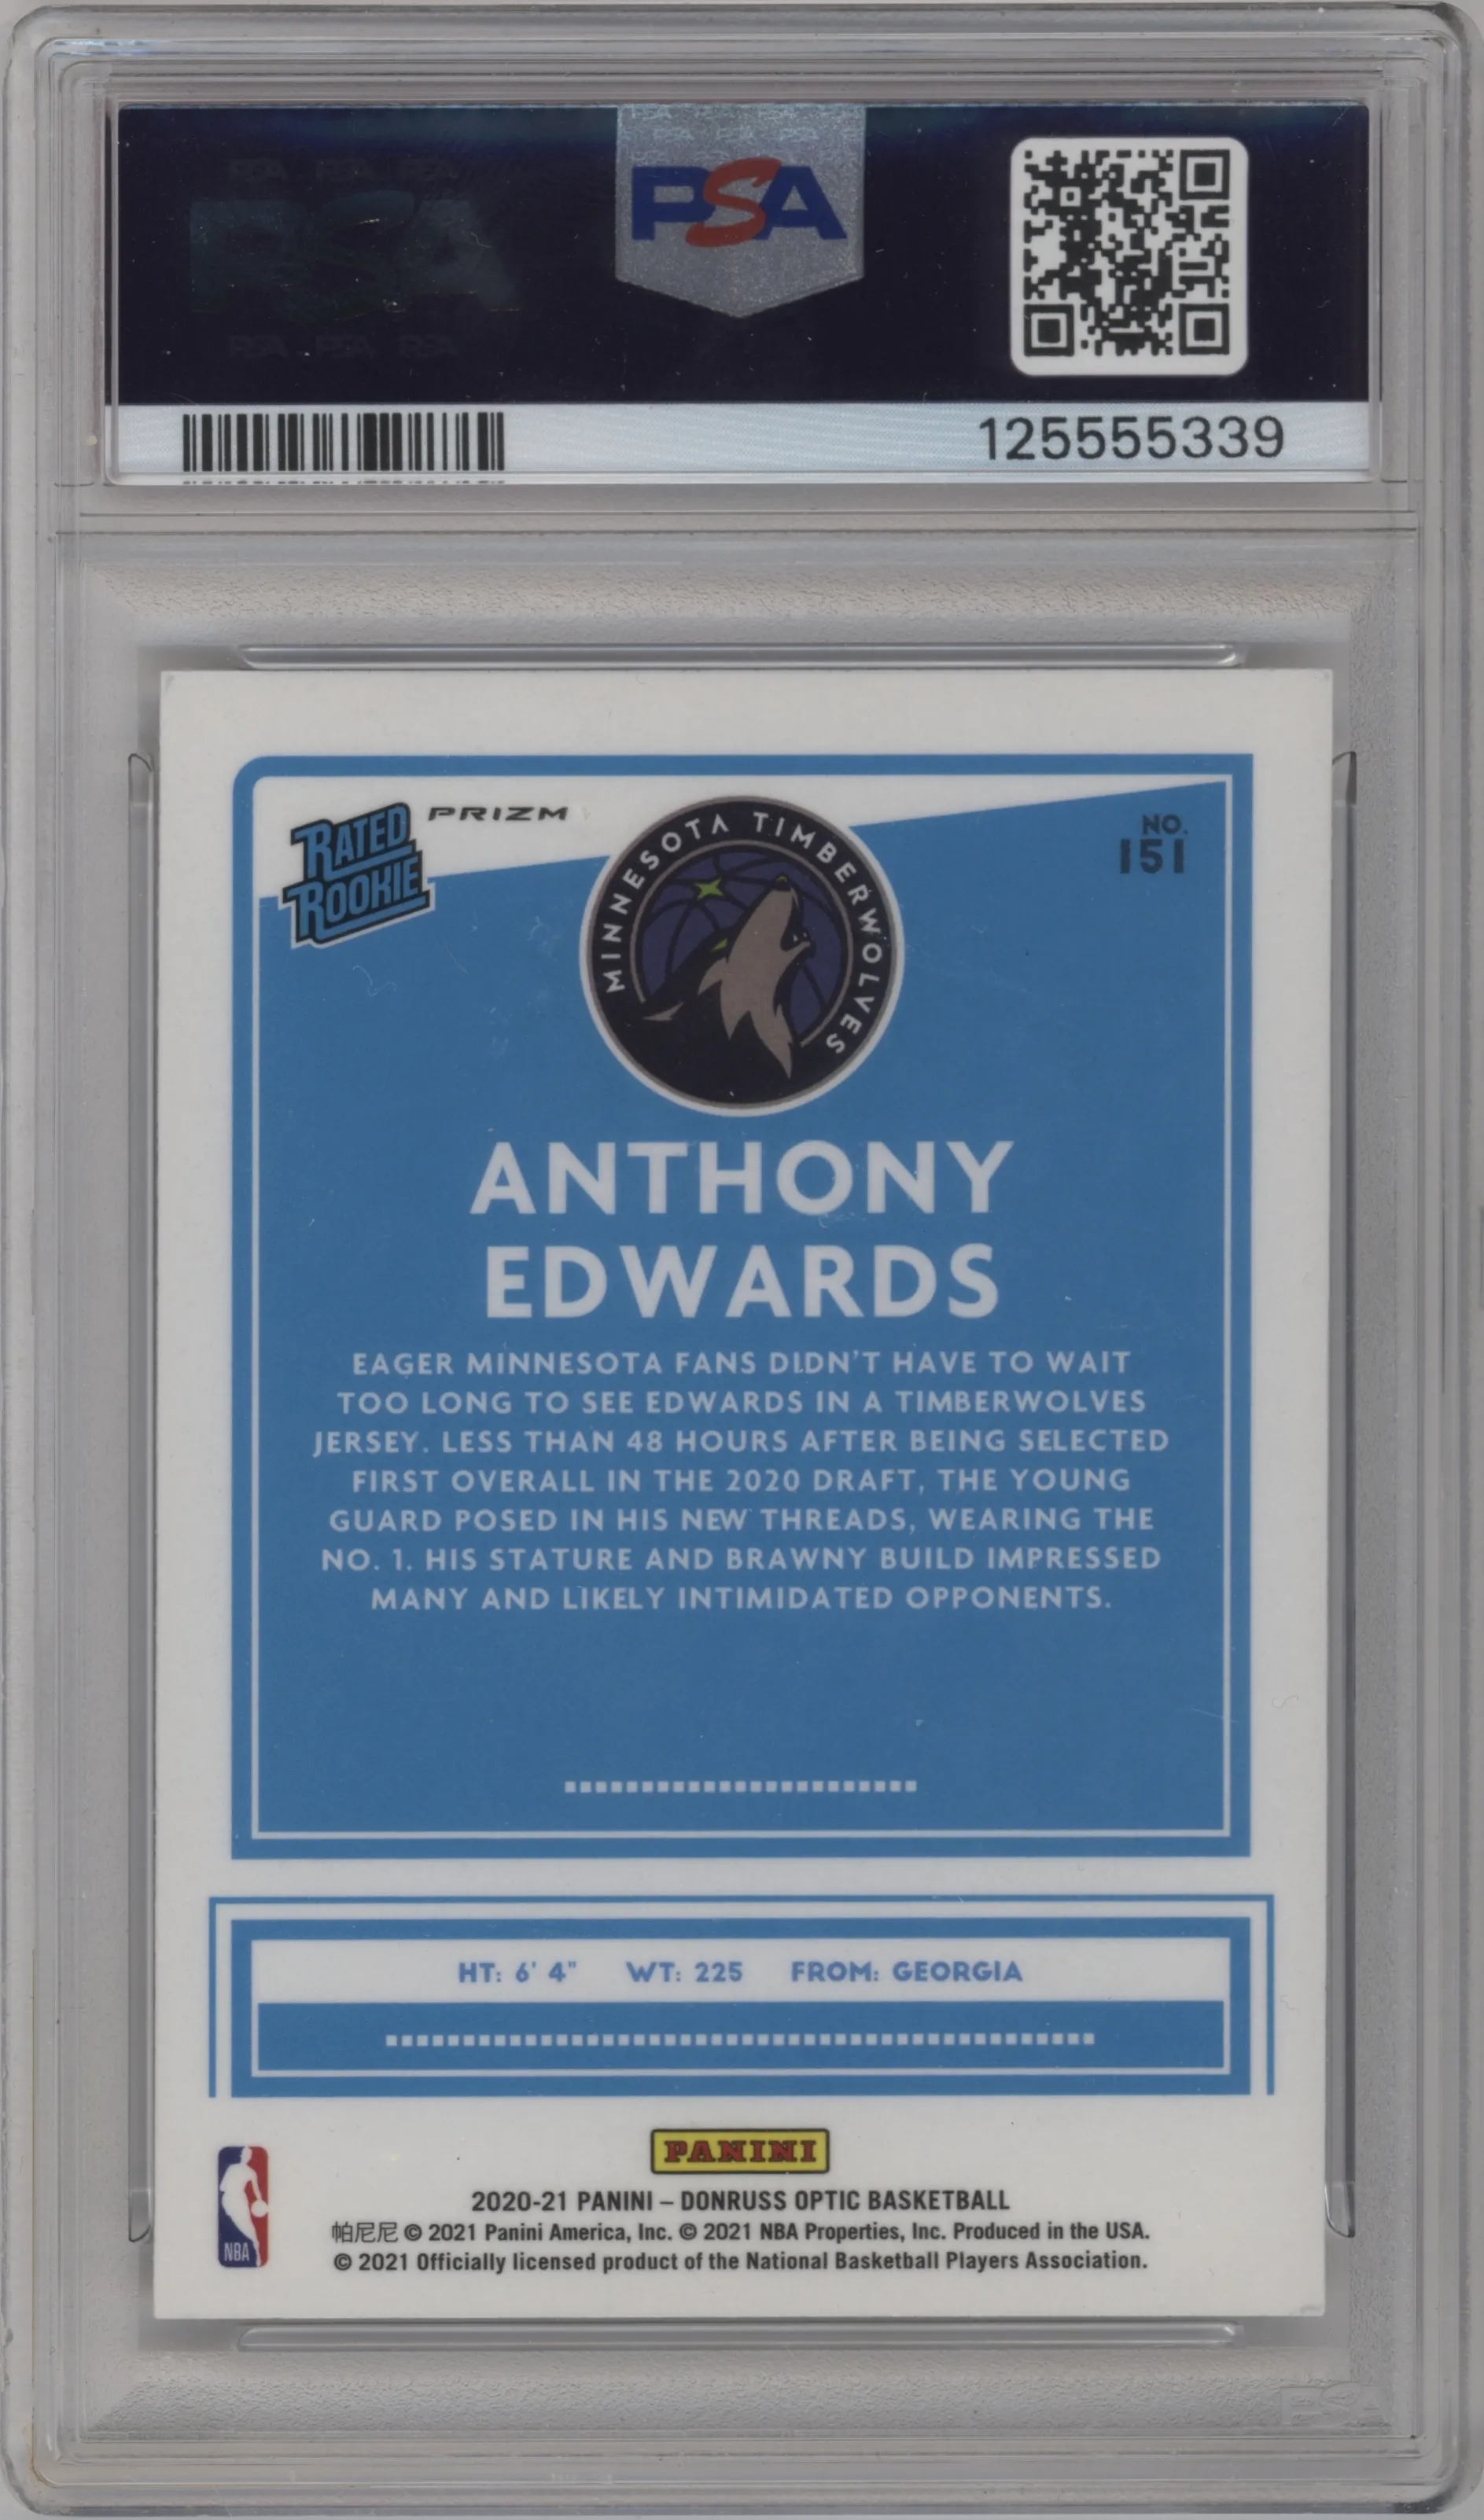 PSA
125555339
RATED
ROOKIE
PRIZM
MINNESOTA TIMBERWOLVES
NO.
151
ANTHONY
EDWARDS
EAGER MINNESOTA FANS DIDN'T HAVE TO WAIT
TOO LONG TO SEE EDWARDS IN A TIMBERWOLVES
JERSEY. LESS THAN 48 HOURS AFTER BEING SELECTED
FIRST OVERALL IN THE 2020 DRAFT, THE YOUNG
GUARD POSED IN HIS NEW THREADS, WEARING THE
NO. 1. HIS STATURE AND BRAWNY BUILD IMPRESSED
MANY AND LIKELY INTIMIDATED OPPONENTS.
HT: 6' 4" WT: 225 FROM: GEORGIA
PANINI
2020-21 PANINI – DONRUSS OPTIC BASKETBALL
帕尼尼 © 2021 Panini America, Inc. © 2021 NBA Properties, Inc. Produced in the USA.
© 2021 Officially licensed product of the National Basketball Players Association.
NBA
PSA